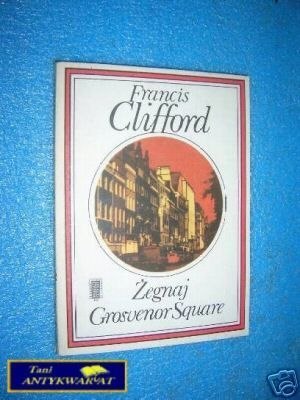 Francis
Clifford
Żegnaj
Grosvenor Square
Tani
ANTYKWARYAT